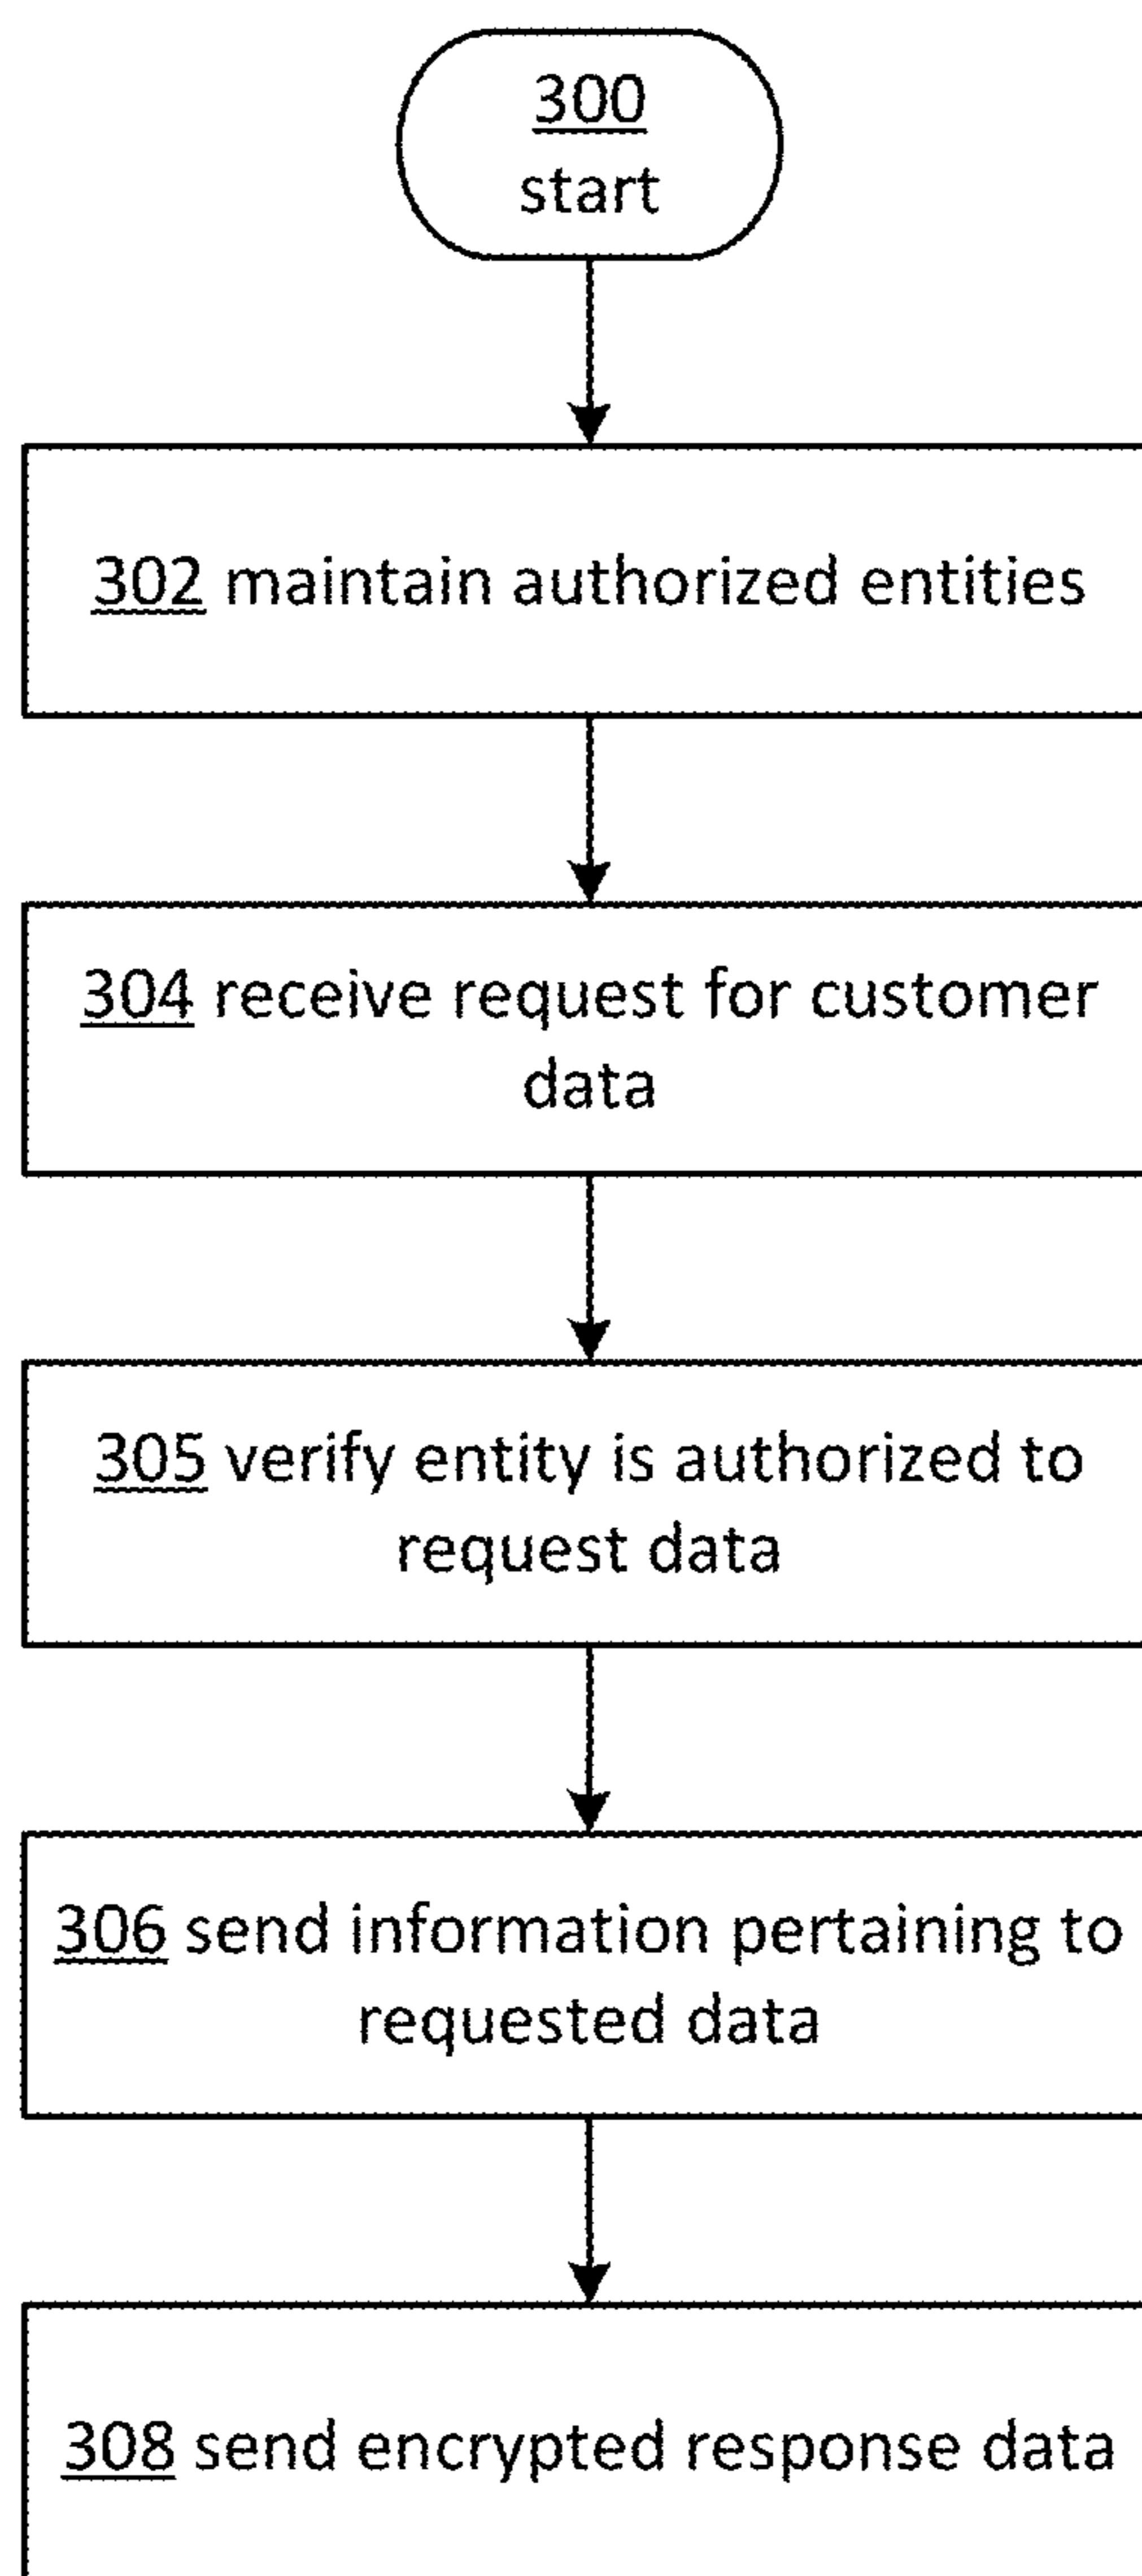 300
start
302 maintain authorized entities
304 receive request for customer
data
305 verify entity is authorized to
request data
306 send information pertaining to
requested data
308 send encrypted response data